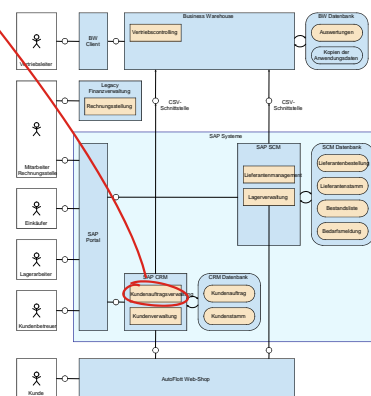 Business Warehouse
BW Datenbank
Vertriebscontrolling
Auswertungen
BW
Client
Kopien der
Anwendungsdaten
Vertriebsleiter
Legacy
Finanzverwaltung
Rechnungsstellung
CSV-
Schnittstelle
CSV-
Schnittstelle
SAP Systeme
SAP SCM
SCM Datenbank
Mitarbeiter
Rechnungsstelle
Lieferantenmanagement
Lieferantenbestellung
Lagerverwaltung
Lieferantenstamm
Einkäufer
Bestandsliste
SAP
Portal
Bedarfsmeldung
Lagerarbeiter
SAP CRM
CRM Datenbank
Kundenauftragsverwaltung
Kundenauftrag
Kundenverwaltung
Kundenstamm
Kundenbetreuer
AutoFlott Web-Shop
Kunde